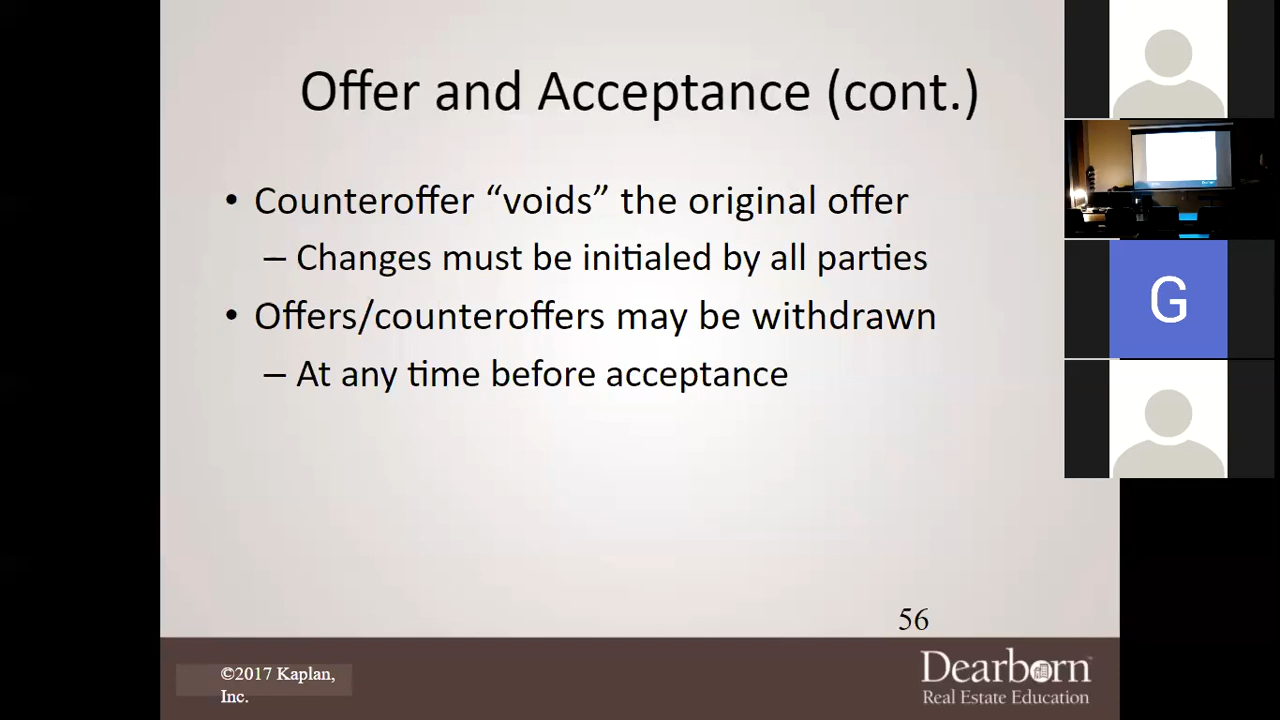 Offer and Acceptance (cont.)
• Counteroffer “voids” the original offer
– Changes must be initialed by all parties
• Offers/counteroffers may be withdrawn
– At any time before acceptance
56
©2017 Kaplan,
Inc.
Dearborn
Real Estate Education
G